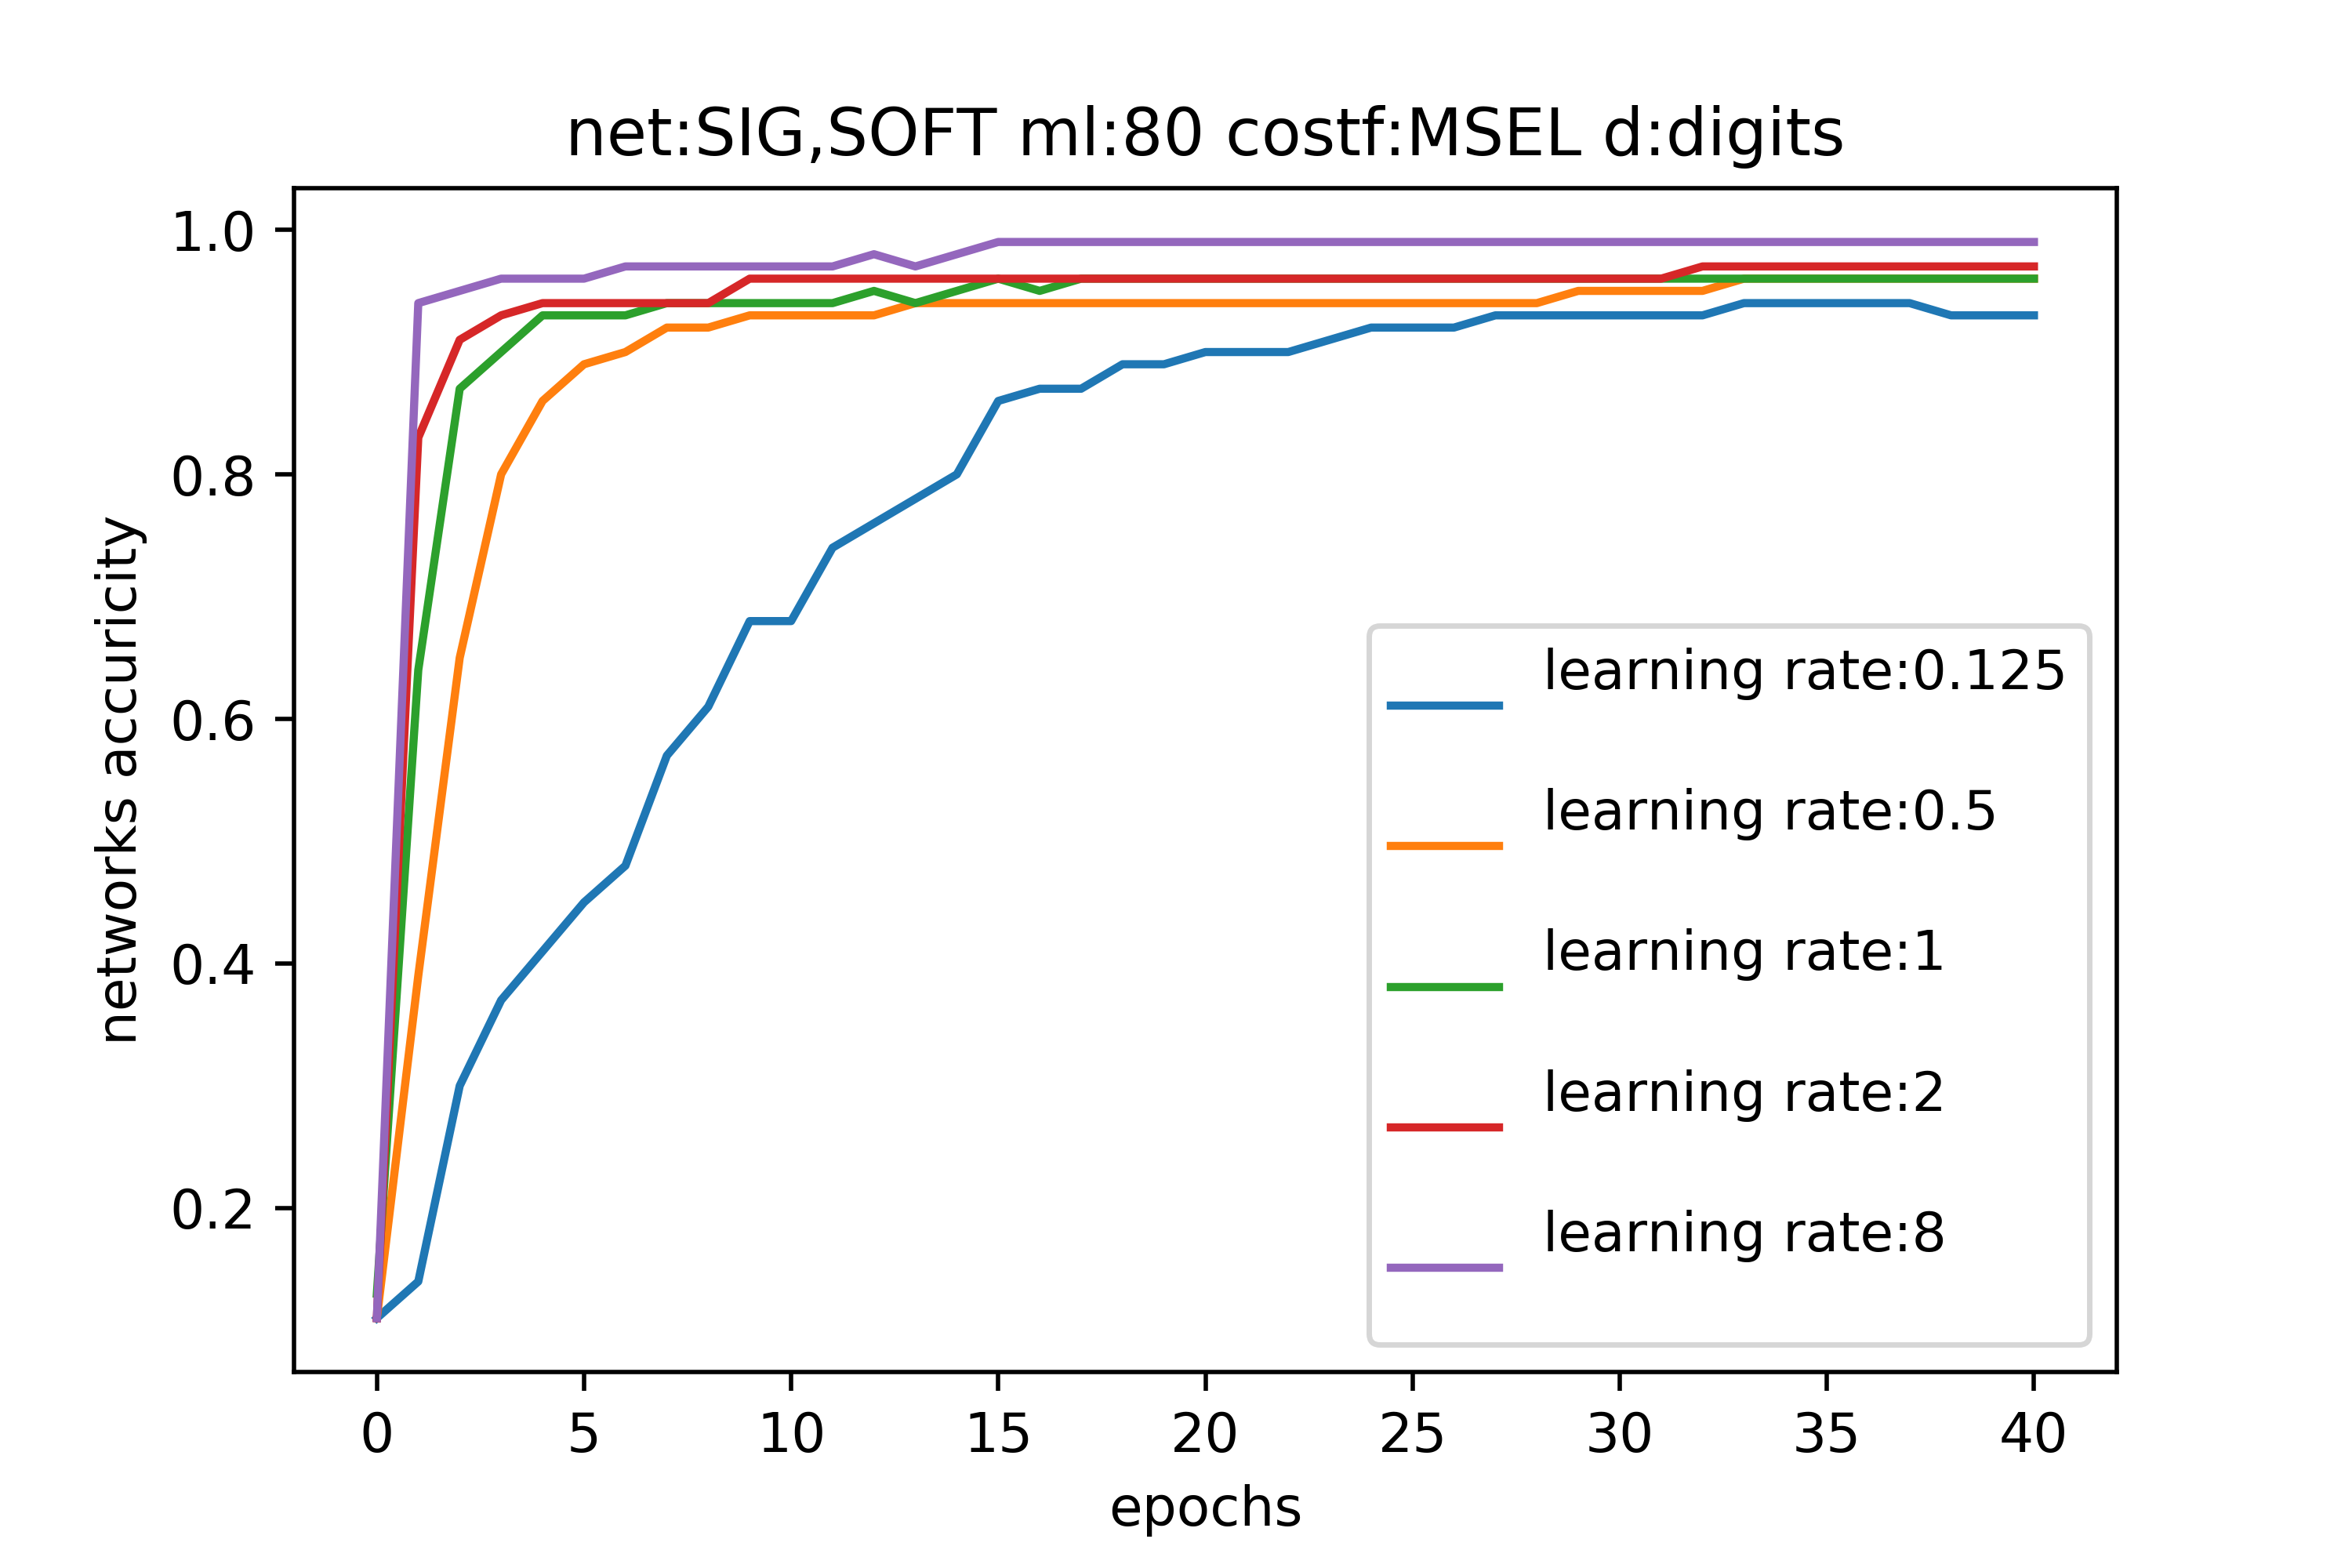 net:SIG,SOFT ml:80 costf:MSEL d:digits
networks accuricity
1.0
0.8
0.6
0.4
0.2
learning rate:0.125
learning rate:0.5
learning rate:1
learning rate:2
learning rate:8
0 5 10 15 20 25 30 35 40
epochs